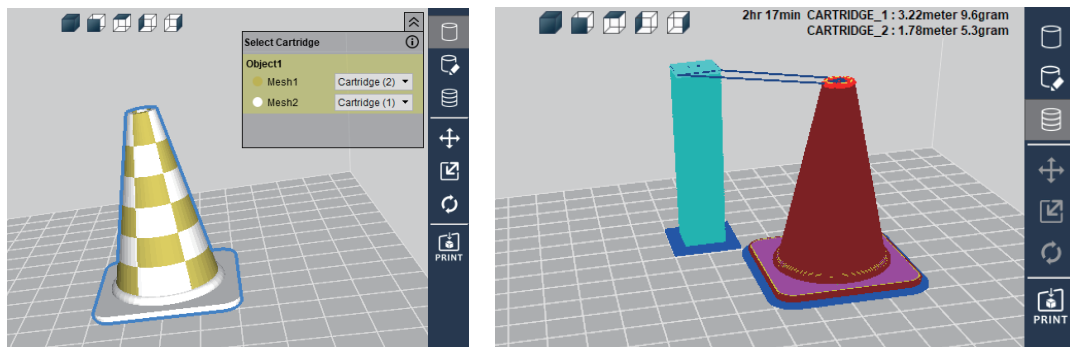 Select Cartridge
Object1
Mesh1 Cartridge (2)
Mesh2 Cartridge (1)
PRINT
2hr 17min CARTRIDGE_1 : 3.22meter 9.6gram
CARTRIDGE_2 : 1.78meter 5.3gram
PRINT